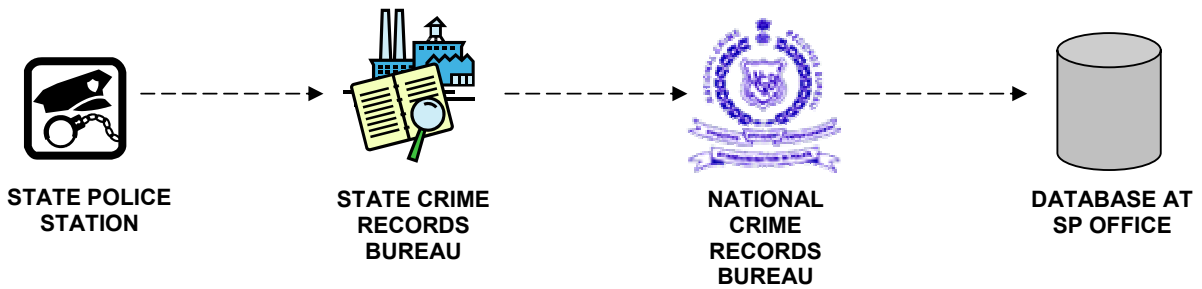 STATE POLICE
STATION
STATE CRIME
RECORDS
BUREAU
NATIONAL
CRIME
RECORDS
BUREAU
DATABASE AT
SP OFFICE